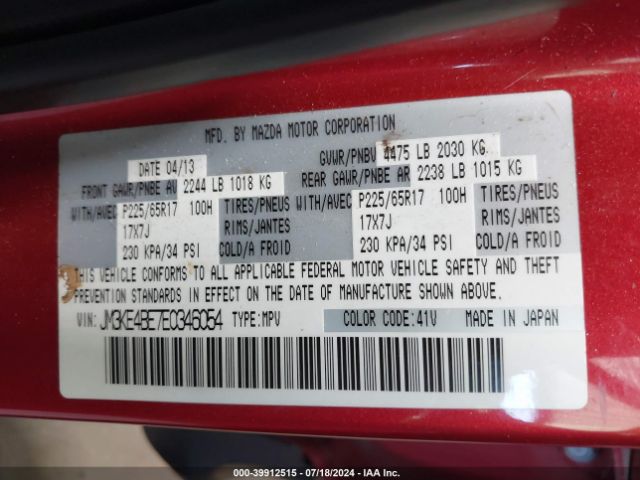 MFD. BY MAZDA MOTOR CORPORATION
DATE 04/13 GVWR/PNBV 4475 LB 2030 KG
FRONT GAWR/PNBE AV 2244 LB 1018 KG REAR GAWR/PNBE AR 2238 LB 1015 KG
WITH/AVEC P225/65R17 100H TIRES/PNEUS WITH/AVEC P225/65R17 100H TIRES/PNEUS
17X7J RIMS/JANTES 17X7J RIMS/JANTES
230 KPA/34 PSI COLD/A FROID 230 KPA/34 PSI COLD/A FROID
THIS VEHICLE CONFORMS TO ALL APPLICABLE FEDERAL MOTOR VEHICLE SAFETY AND THEFT
PREVENTION STANDARDS IN EFFECT ON THE DATE OF MANUFACTURE SHOWN ABOVE.
VIN: JM3KE4BE7E0346054 TYPE:MPV COLOR CODE:41V MADE IN JAPAN
000-39912515 - 07/18/2024 - IAA Inc.